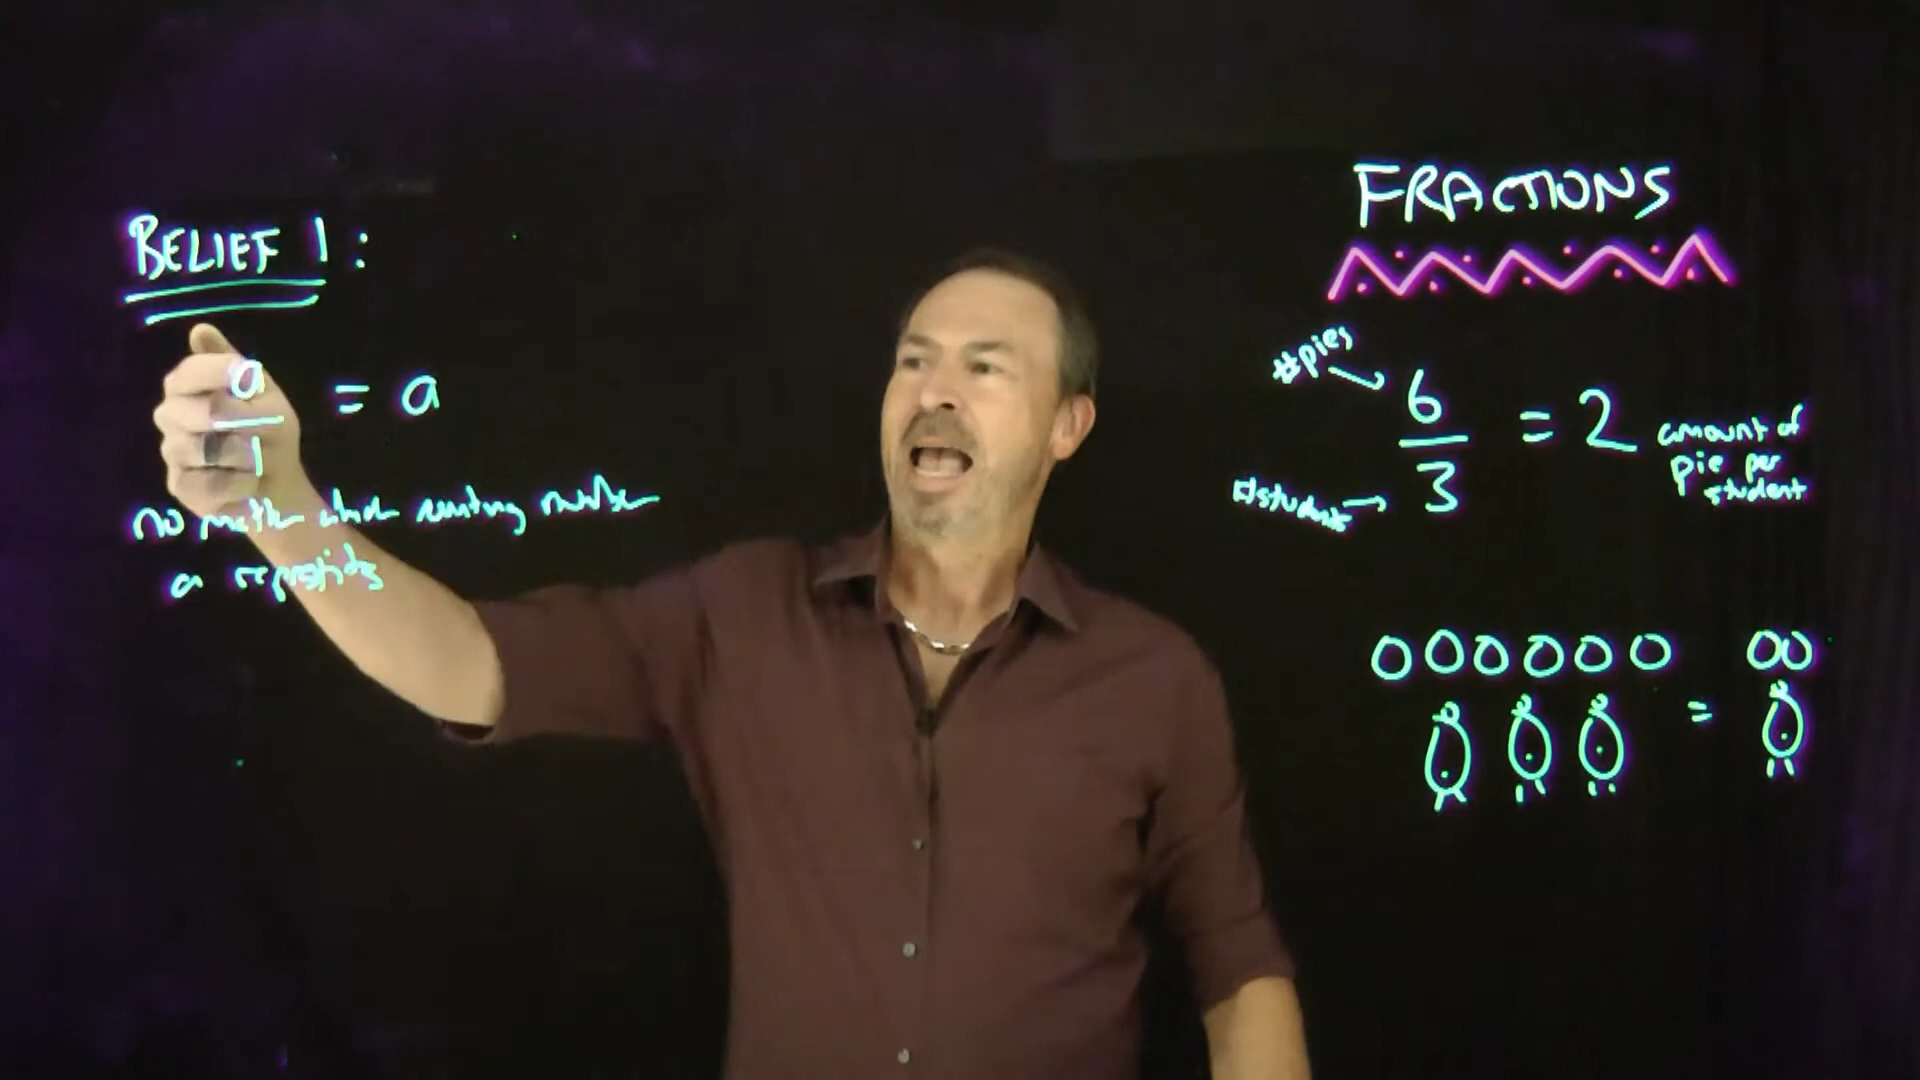 BELIEF 1:
a
1
= a
no matter which counting number
a represents
FRACTIONS
#pies
6
3
= 2
amount of
pie per
student
#students
=